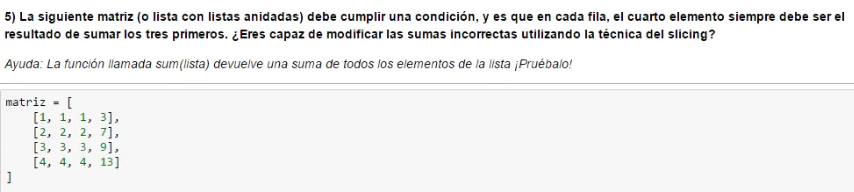 5) La siguiente matriz (o lista con listas anidadas) debe cumplir una condición, y es que en cada fila, el cuarto elemento siempre debe ser el
resultado de sumar los tres primeros. ¿Eres capaz de modificar las sumas incorrectas utilizando la técnica del slicing?
Ayuda: La función llamada sum(lista) devuelve una suma de todos los elementos de la lista ¡Pruébalo!
matriz = [
    [1, 1, 1, 3],
    [2, 2, 2, 7],
    [3, 3, 3, 9],
    [4, 4, 4, 13]
]